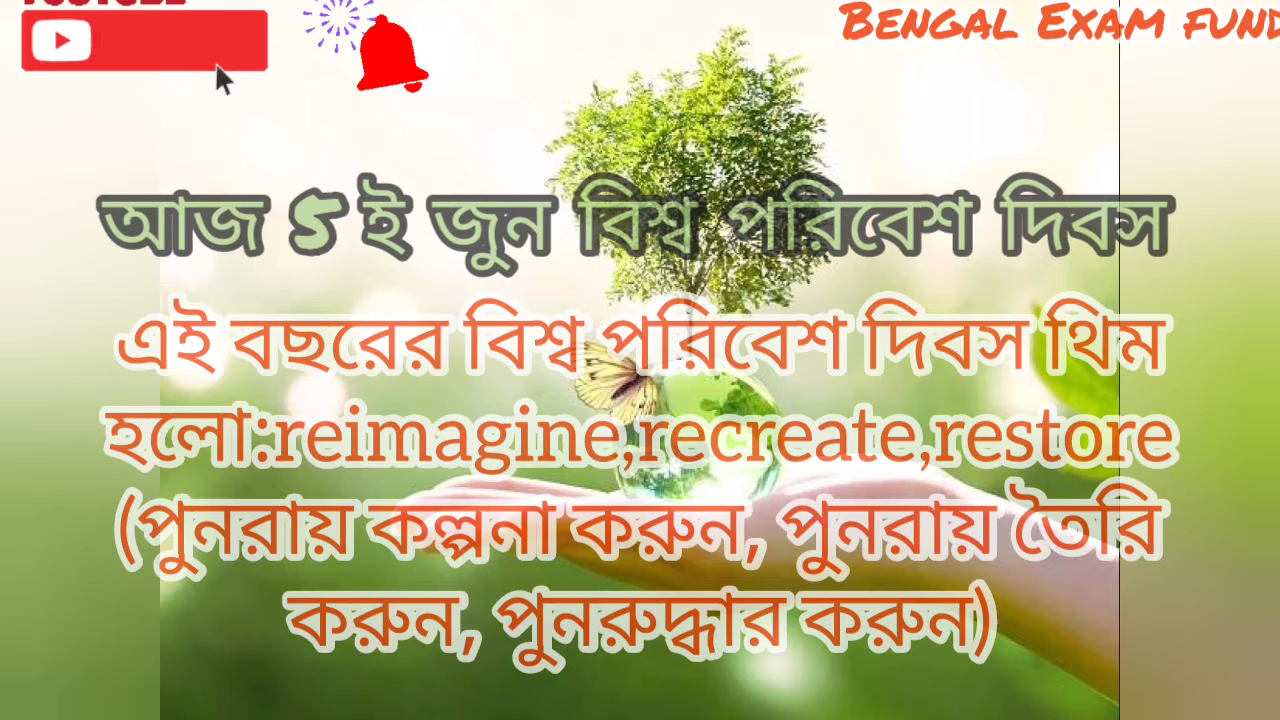 BENGAL EXAM FUND
আজ ৫ ই জুন বিশ্ব পরিবেশ দিবস
এই বছরের বিশ্ব পরিবেশ দিবস থিম
হলো:reimagine,recreate,restore
(পুনরায় কল্পনা করুন, পুনরায় তৈরি
করুন, পুনরুদ্ধার করুন)